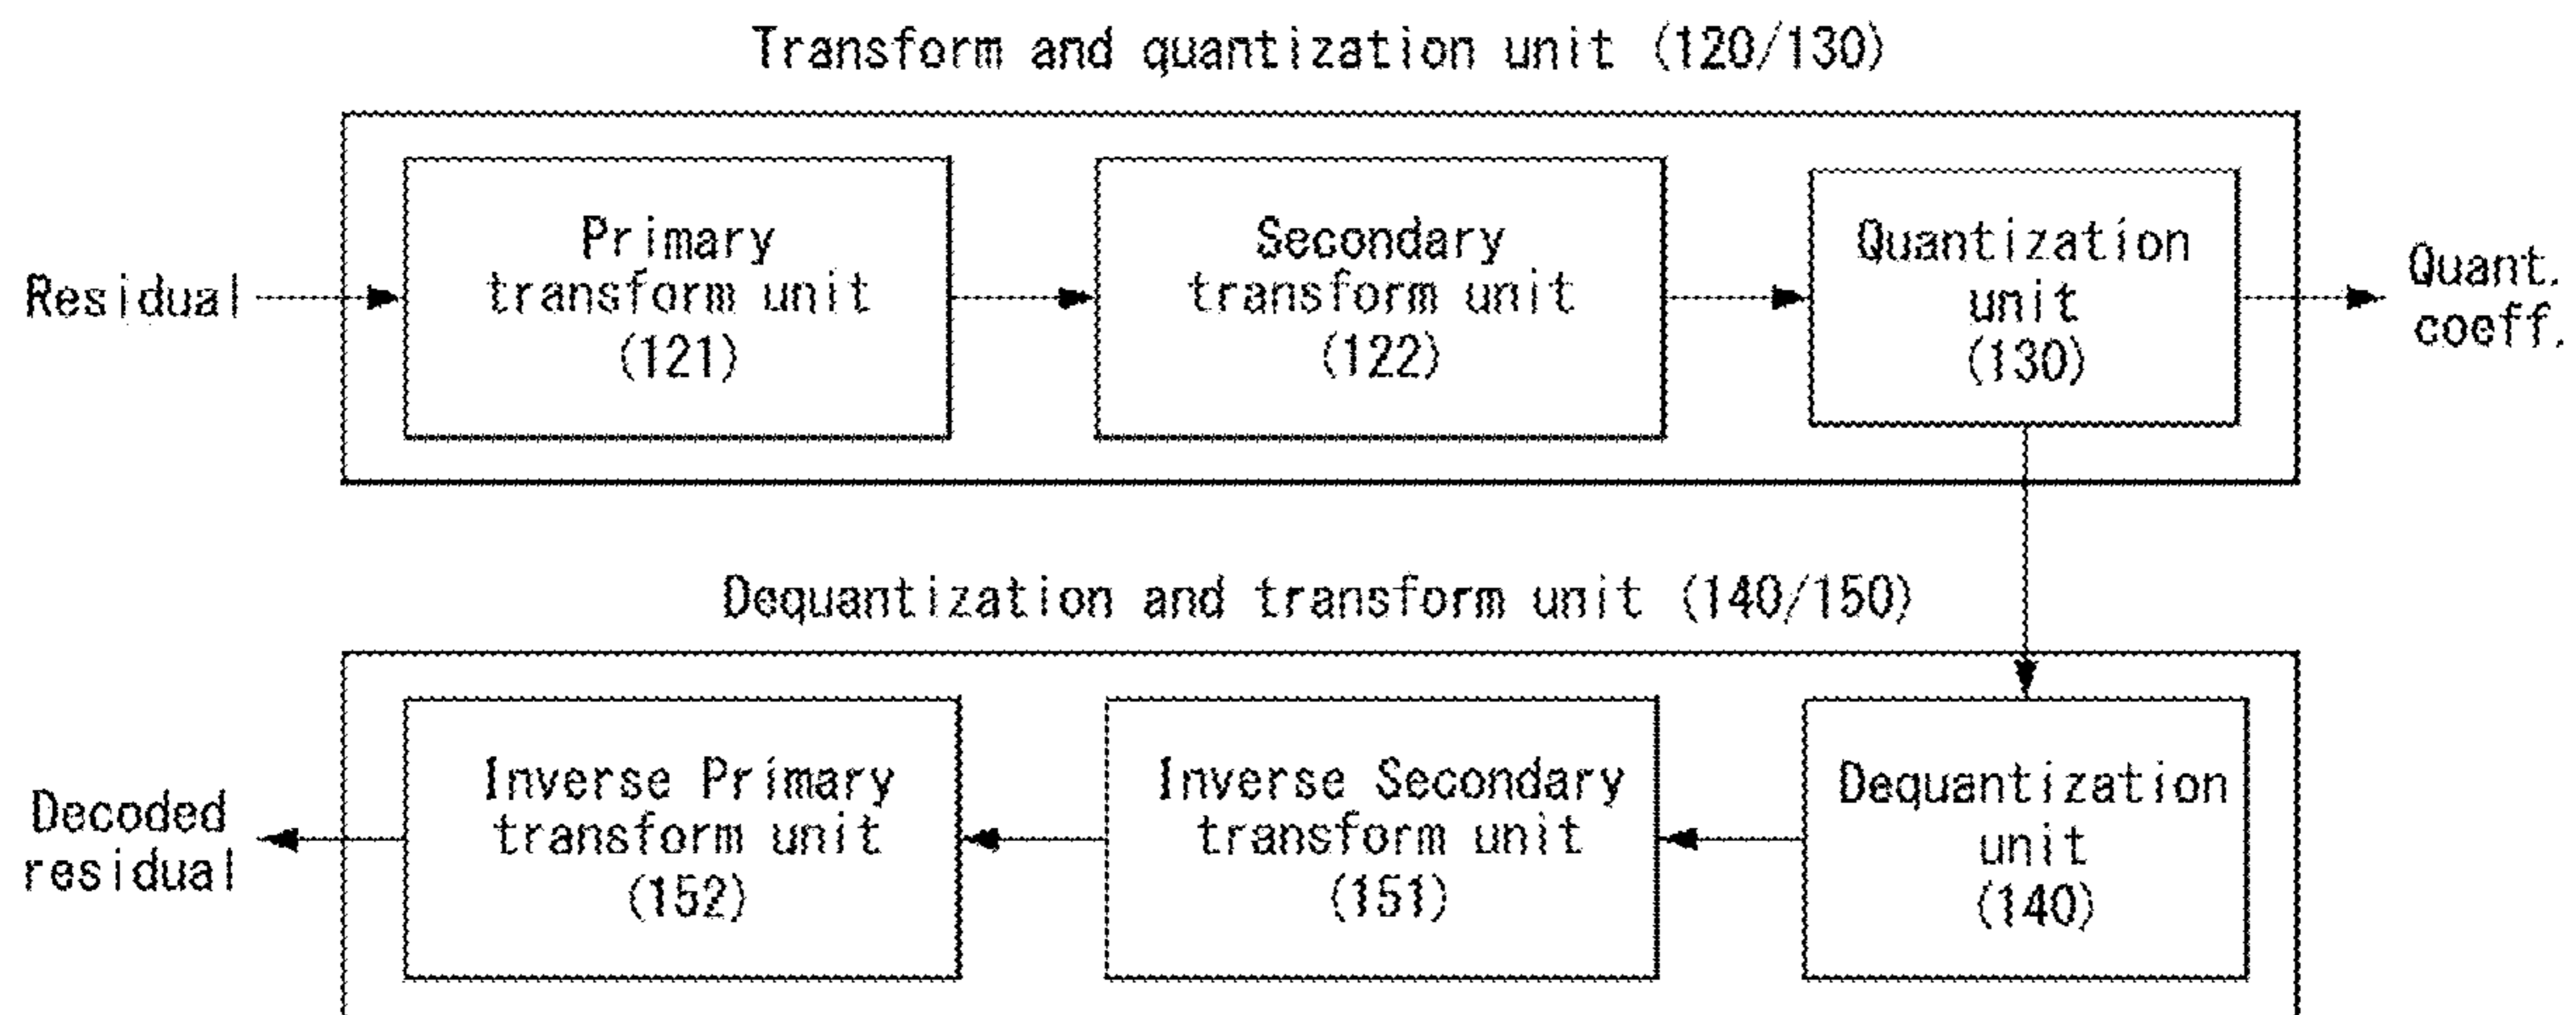 Transform and quantization unit (120/130)
Residual
Primary
transform unit
(121)
Secondary
transform unit
(122)
Quantization
unit
(130)
Quant.
coeff.
Dequantization and transform unit (140/150)
Decoded
residual
Inverse Primary
transform unit
(152)
Inverse Secondary
transform unit
(151)
Dequantization
unit
(140)